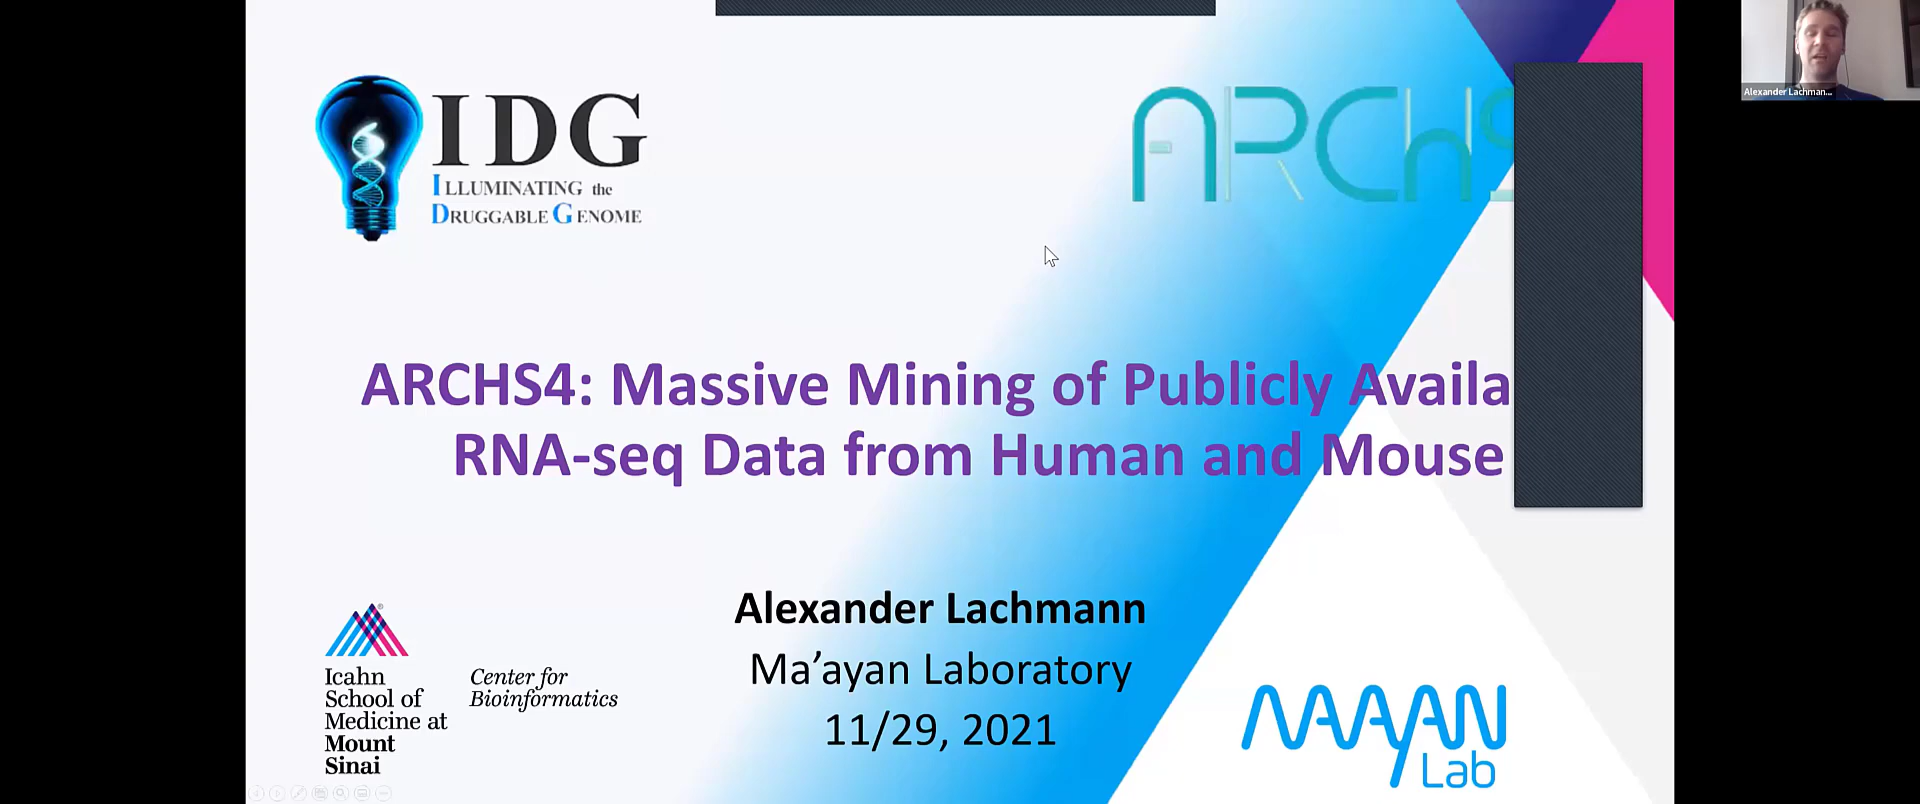 IDG
ILLUMINATING the
DRUGGABLE GENOME
ARCHS
Alexander Lachman...
ARCHS4: Massive Mining of Publicly Availa
RNA-seq Data from Human and Mouse
Alexander Lachmann
Ma’ayan Laboratory
11/29, 2021
Icahn
School of
Medicine at
Mount
Sinai
Center for
Bioinformatics
MAAYAN
Lab